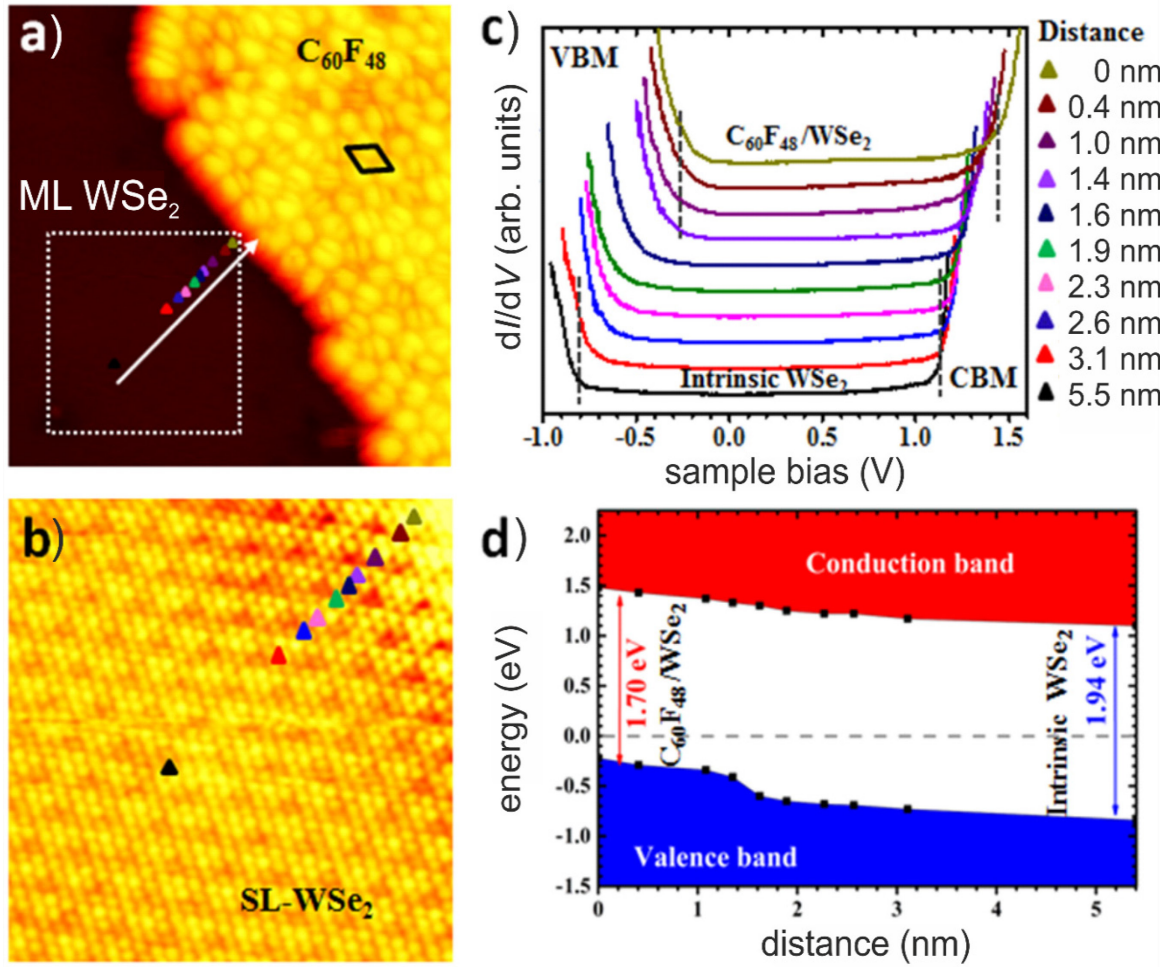 a)
C₆₀F₄₈
ML WSe₂
b)
SL-WSe₂
c)
VBM
C₆₀F₄₈/WSe₂
Intrinsic WSe₂
CBM
dI/dV (arb. units)
-1.0 -0.5 0.0 0.5 1.0 1.5
sample bias (V)
Distance
0 nm
0.4 nm
1.0 nm
1.4 nm
1.6 nm
1.9 nm
2.3 nm
2.6 nm
3.1 nm
5.5 nm
d)
energy (eV)
2.0
1.5
1.0
0.5
0.0
-0.5
-1.0
-1.5
Conduction band
1.70 eV
C₆₀F₄₈/WSe₂
Intrinsic WSe₂
1.94 eV
Valence band
0 1 2 3 4 5
distance (nm)